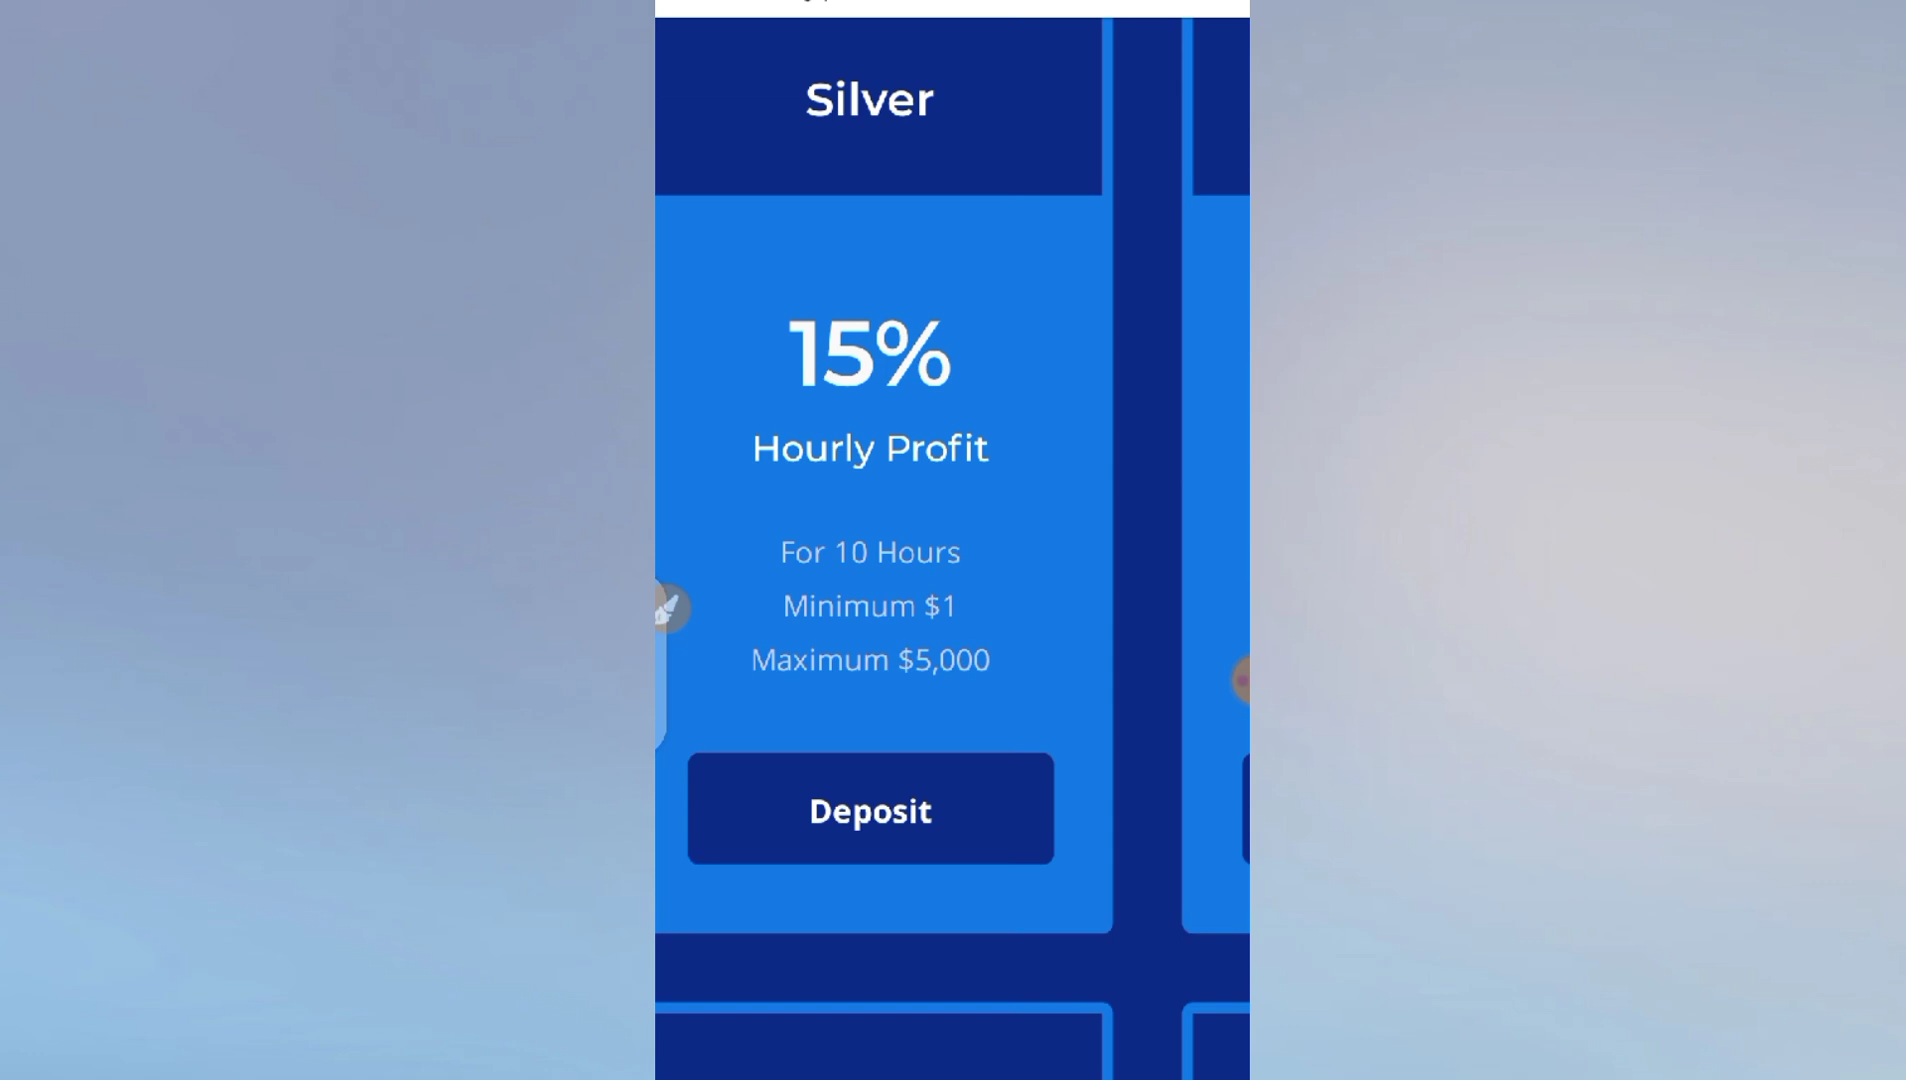 Silver
15%
Hourly Profit
For 10 Hours
Minimum $1
Maximum $5,000
Deposit